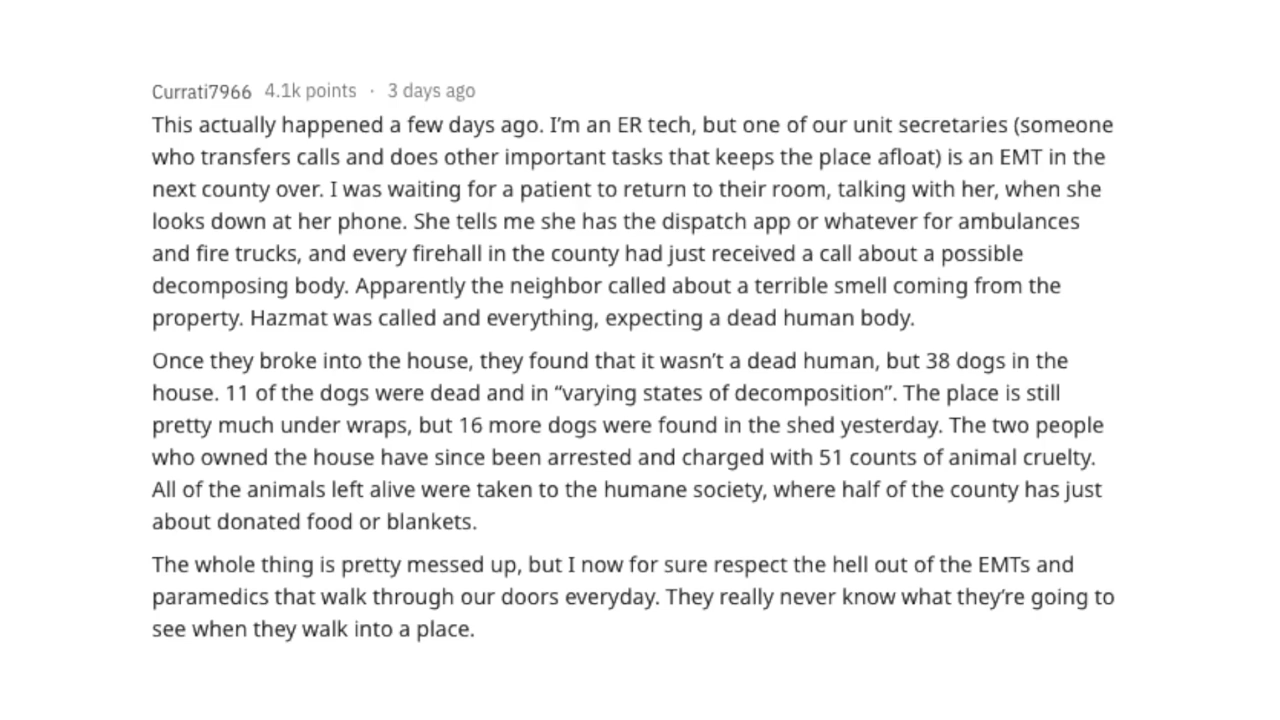 Currati7966 4.1k points · 3 days ago
This actually happened a few days ago. I’m an ER tech, but one of our unit secretaries (someone
who transfers calls and does other important tasks that keeps the place afloat) is an EMT in the
next county over. I was waiting for a patient to return to their room, talking with her, when she
looks down at her phone. She tells me she has the dispatch app or whatever for ambulances
and fire trucks, and every firehall in the county had just received a call about a possible
decomposing body. Apparently the neighbor called about a terrible smell coming from the
property. Hazmat was called and everything, expecting a dead human body.
Once they broke into the house, they found that it wasn’t a dead human, but 38 dogs in the
house. 11 of the dogs were dead and in “varying states of decomposition”. The place is still
pretty much under wraps, but 16 more dogs were found in the shed yesterday. The two people
who owned the house have since been arrested and charged with 51 counts of animal cruelty.
All of the animals left alive were taken to the humane society, where half of the county has just
about donated food or blankets.
The whole thing is pretty messed up, but I now for sure respect the hell out of the EMTs and
paramedics that walk through our doors everyday. They really never know what they’re going to
see when they walk into a place.